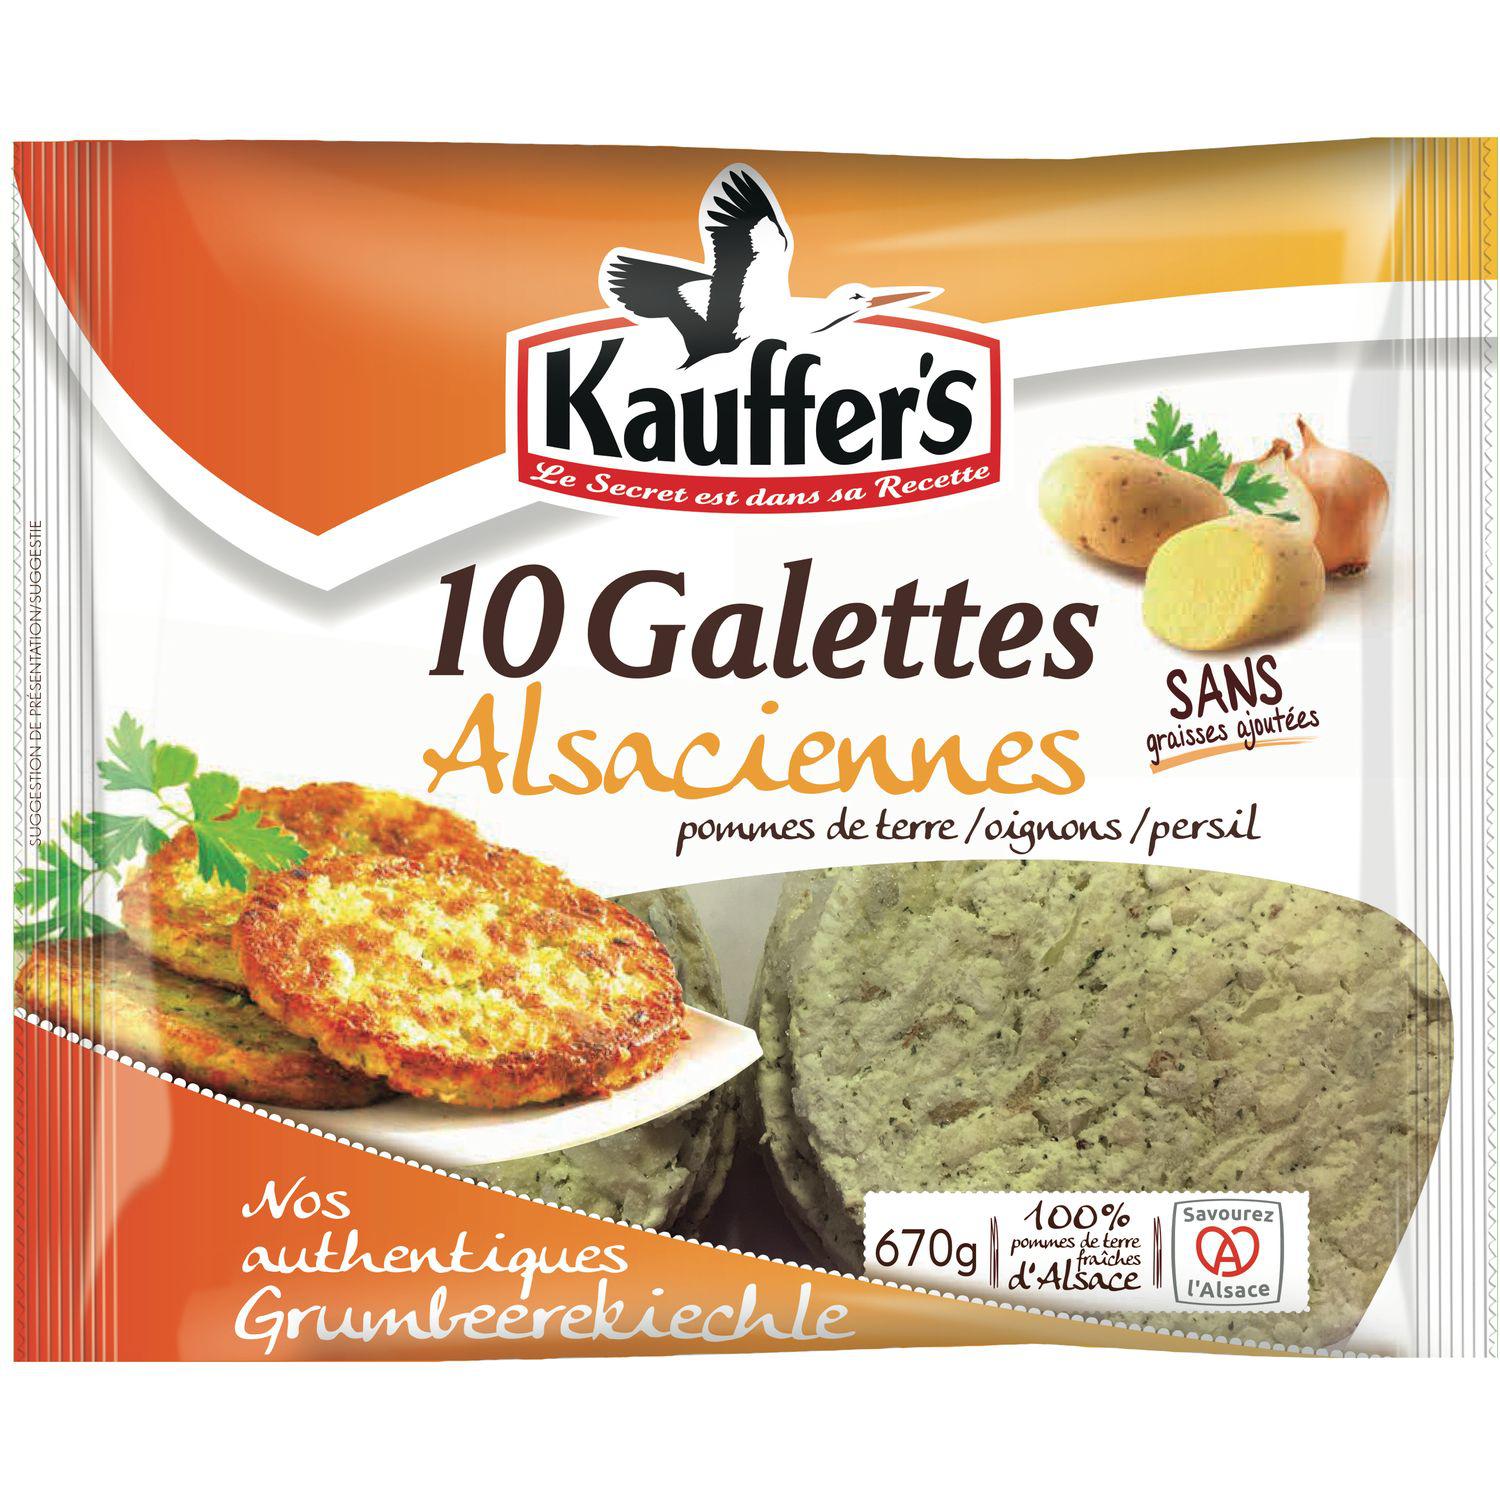 Kauffer's
Le Secret est dans sa Recette
10 Galettes
Alsaciennes
pommes de terre / oignons / persil
SANS
graisses ajoutées
SUGGESTION DE PRÉSENTATION/SUGGESTIE
Nos
authentiques
Grumbeerekiechle
670g
100%
pommes de terre
fraîches
d'Alsace
Savourez
l'Alsace